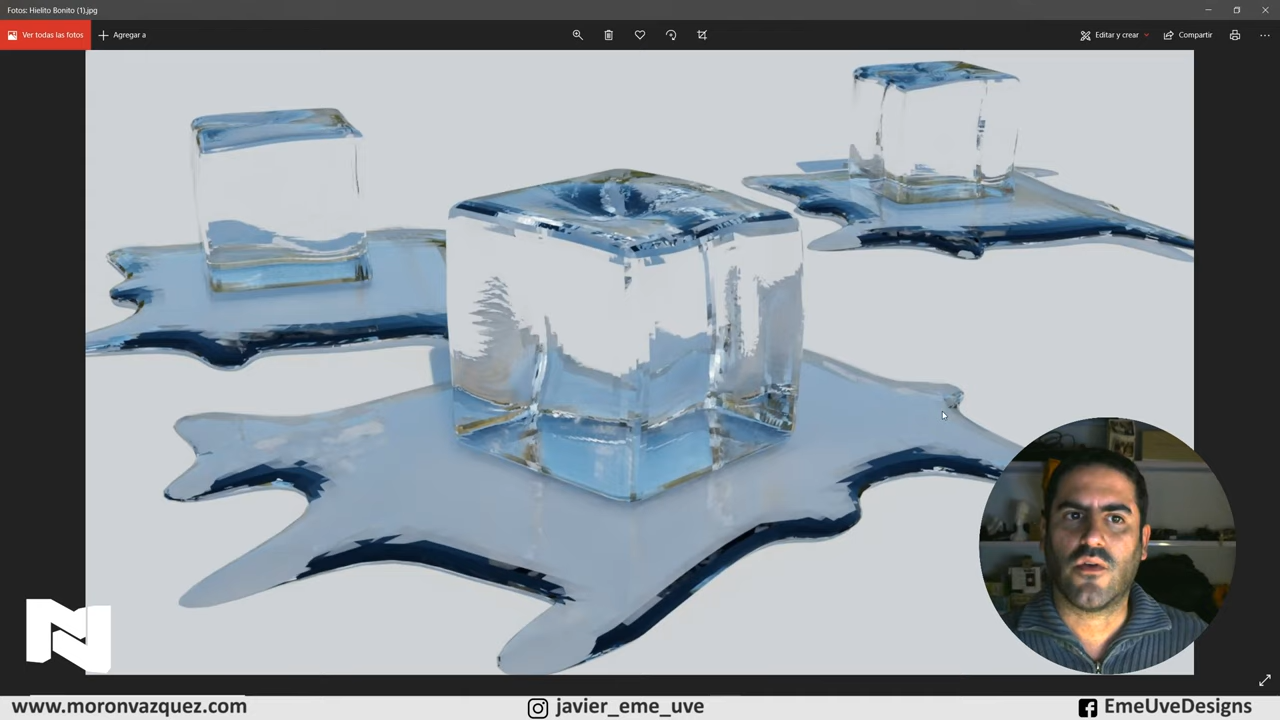 Fotos: Hielito Bonito (1).jpg
Ver todas las fotos
Agregar a
Editar y crear
Compartir
www.moronvazquez.com
javier_eme_uve
EmeUveDesigns